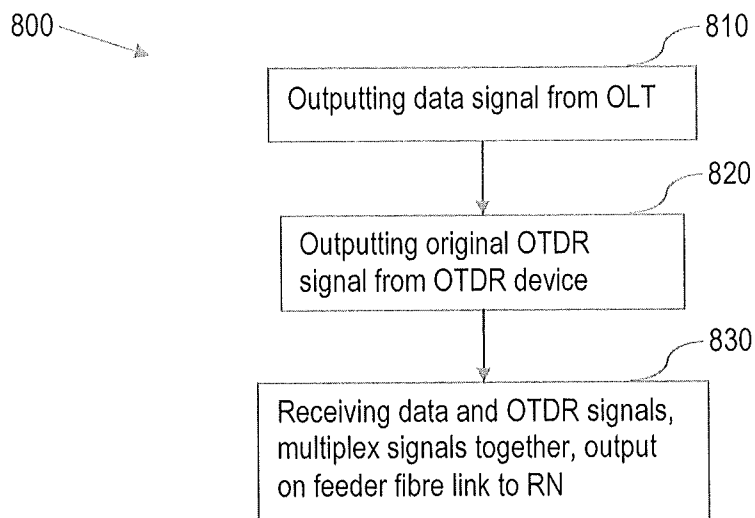 800
810
Outputting data signal from OLT
820
Outputting original OTDR
signal from OTDR device
830
Receiving data and OTDR signals,
multiplex signals together, output
on feeder fibre link to RN